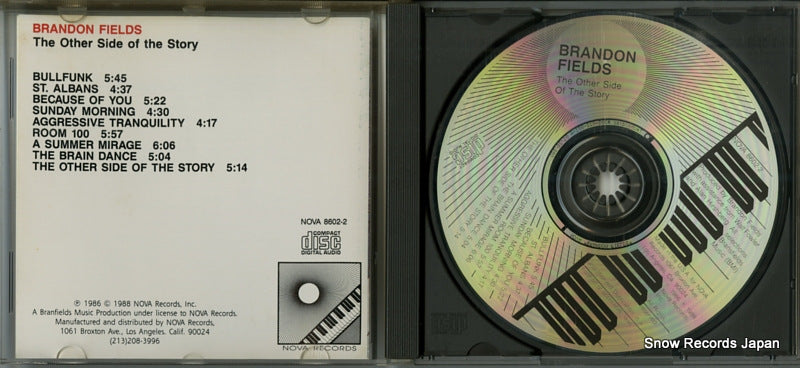 BRANDON FIELDS
The Other Side of the Story
BULLFUNK 5:45
ST. ALBANS 4:37
BECAUSE OF YOU 5:22
SUNDAY MORNING 4:30
AGGRESSIVE TRANQUILITY 4:17
ROOM 100 5:57
A SUMMER MIRAGE 6:06
THE BRAIN DANCE 5:04
THE OTHER SIDE OF THE STORY 5:14
NOVA 8602-2
COMPACT
disc
DIGITAL AUDIO
NOVA RECORDS
℗ 1986 © 1988 NOVA Records, Inc.
A Branfields Music Production under license to NOVA Records.
Manufactured and distributed by NOVA Records,
1061 Broxton Ave., Los Angeles. Calif. 90024
(213)208-3996
BRANDON
FIELDS
The Other Side
Of The Story
Snow Records Japan